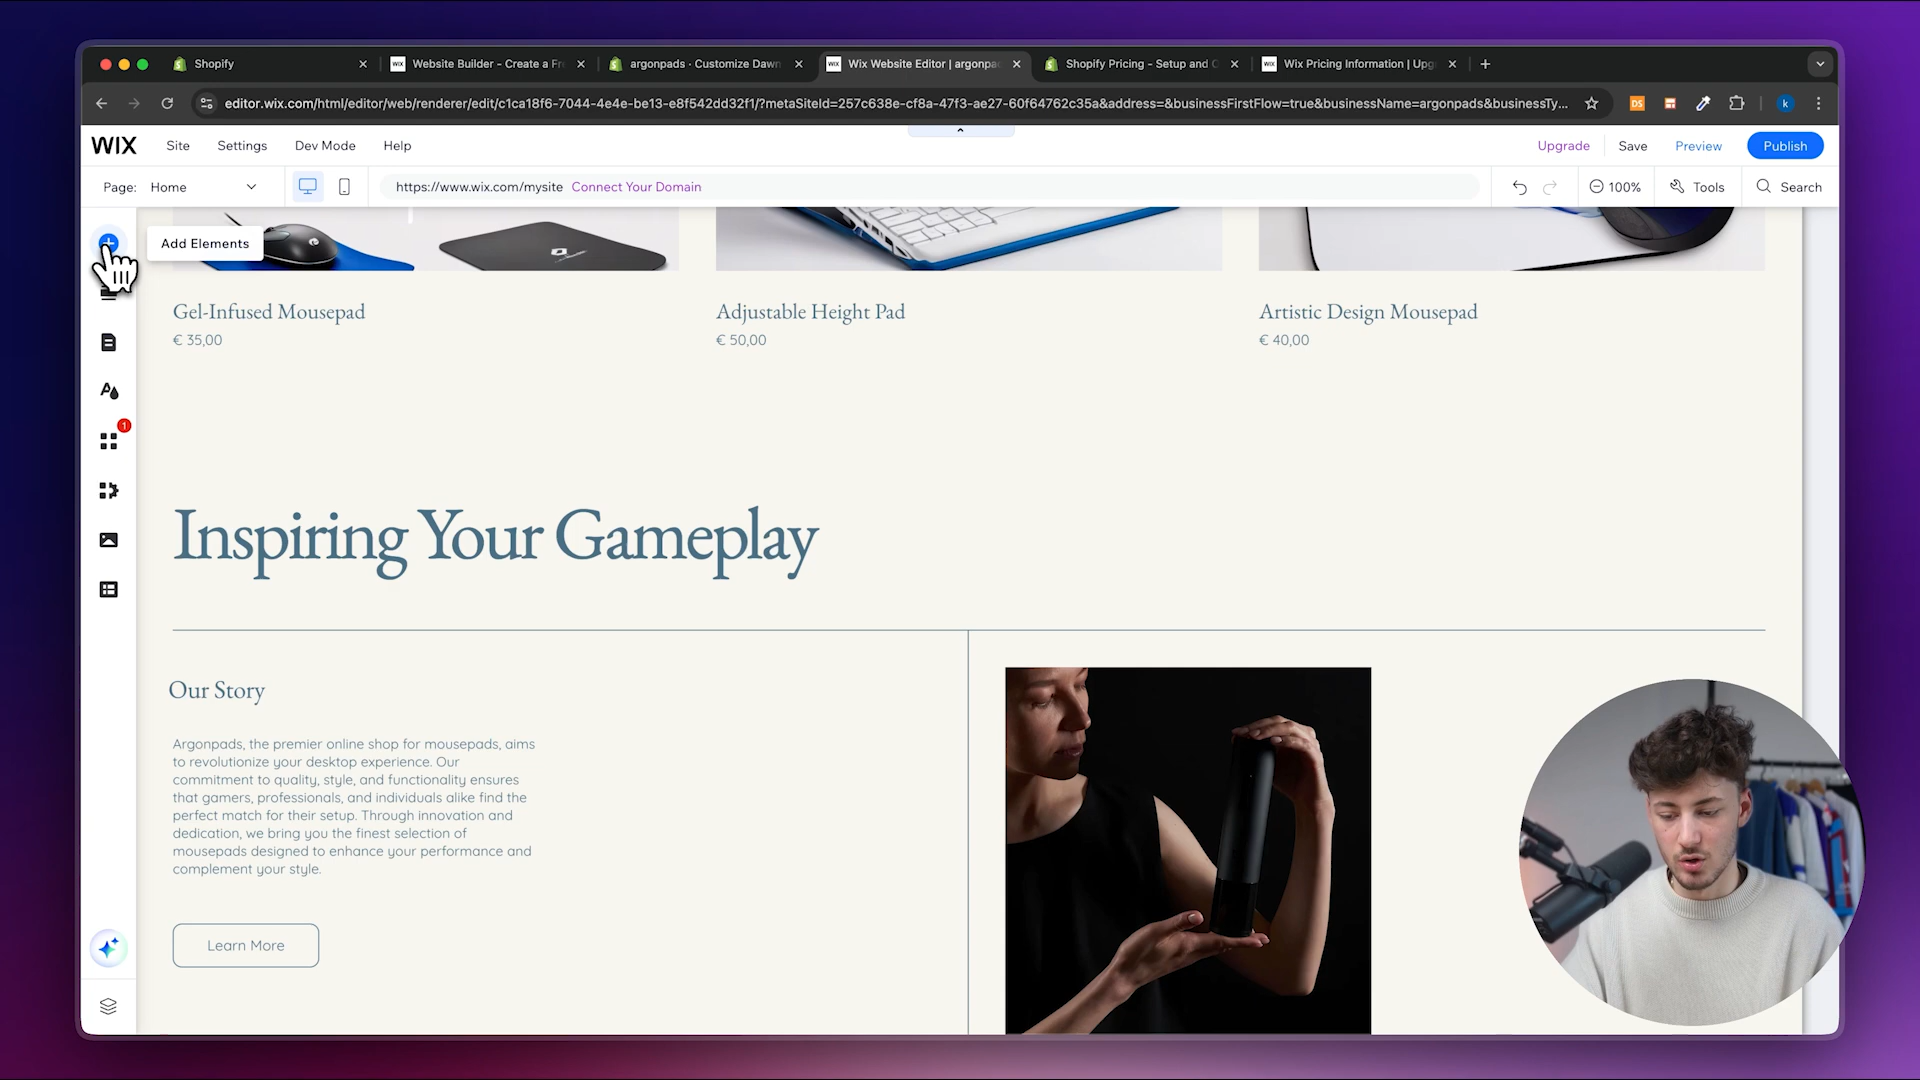 Shopify
WIX Website Builder - Create a Fre
argonpads · Customize Dawn
WIX Wix Website Editor | argonpa
Shopify Pricing - Setup and O
WIX Wix Pricing Information | Upg
editor.wix.com/html/editor/web/renderer/edit/c1ca18f6-7044-4e4e-be13-e8f542dd32f1/?metaSiteId=257c638e-cf8a-47f3-ae27-60f64762c35a&address=&businessFirstFlow=true&businessName=argonpads&businessTy...
DS
k
WIX Site Settings Dev Mode Help Upgrade Save Preview Publish
Page: Home https://www.wix.com/mysite Connect Your Domain 100% Tools Search
Add Elements
1
Gel-Infused Mousepad
€ 35,00
Adjustable Height Pad
€ 50,00
Artistic Design Mousepad
€ 40,00
Inspiring Your Gameplay
Our Story
Argonpads, the premier online shop for mousepads, aims
to revolutionize your desktop experience. Our
commitment to quality, style, and functionality ensures
that gamers, professionals, and individuals alike find the
perfect match for their setup. Through innovation and
dedication, we bring you the finest selection of
mousepads designed to enhance your performance and
complement your style.
Learn More